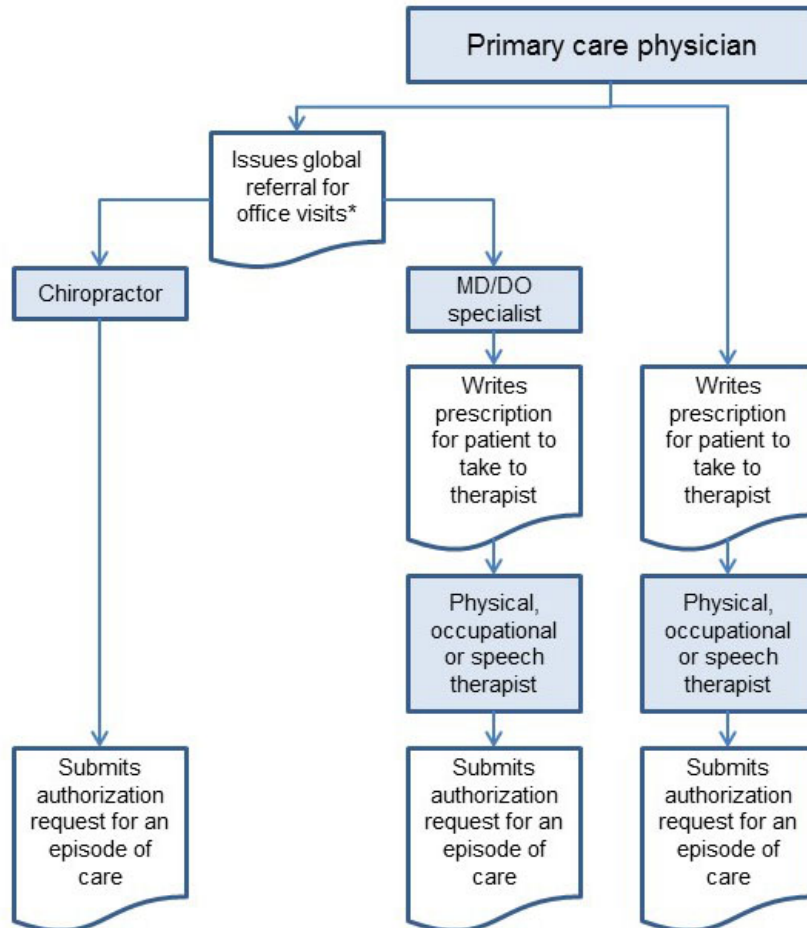 Primary care physician
Issues global
referral for
office visits*
Chiropractor
MD/DO
specialist
Writes
prescription
for patient to
take to
therapist
Writes
prescription
for patient to
take to
therapist
Physical,
occupational
or speech
therapist
Physical,
occupational
or speech
therapist
Submits
authorization
request for an
episode of
care
Submits
authorization
request for an
episode of
care
Submits
authorization
request for an
episode of
care